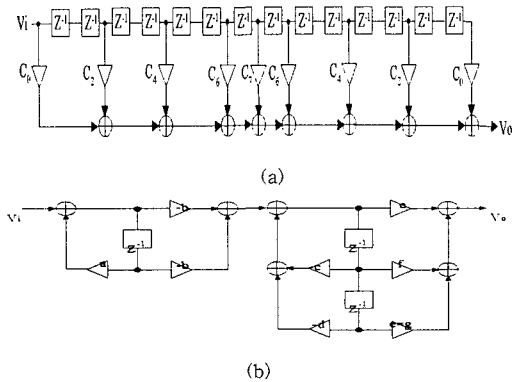 Vi Z⁻¹ Z⁻¹ Z⁻¹ Z⁻¹ Z⁻¹ Z⁻¹ Z⁻¹ Z⁻¹ Z⁻¹ Z⁻¹ Z⁻¹ Z⁻¹ Z⁻¹ Z⁻¹
C₀ C₂ C₄ C₆ C₇ C₆ C₄ C₂ C₀
Vo
(a)
Vi -b Vo
Z⁻¹ Z⁻¹
a -b c f
Z⁻¹
-d e=g
(b)